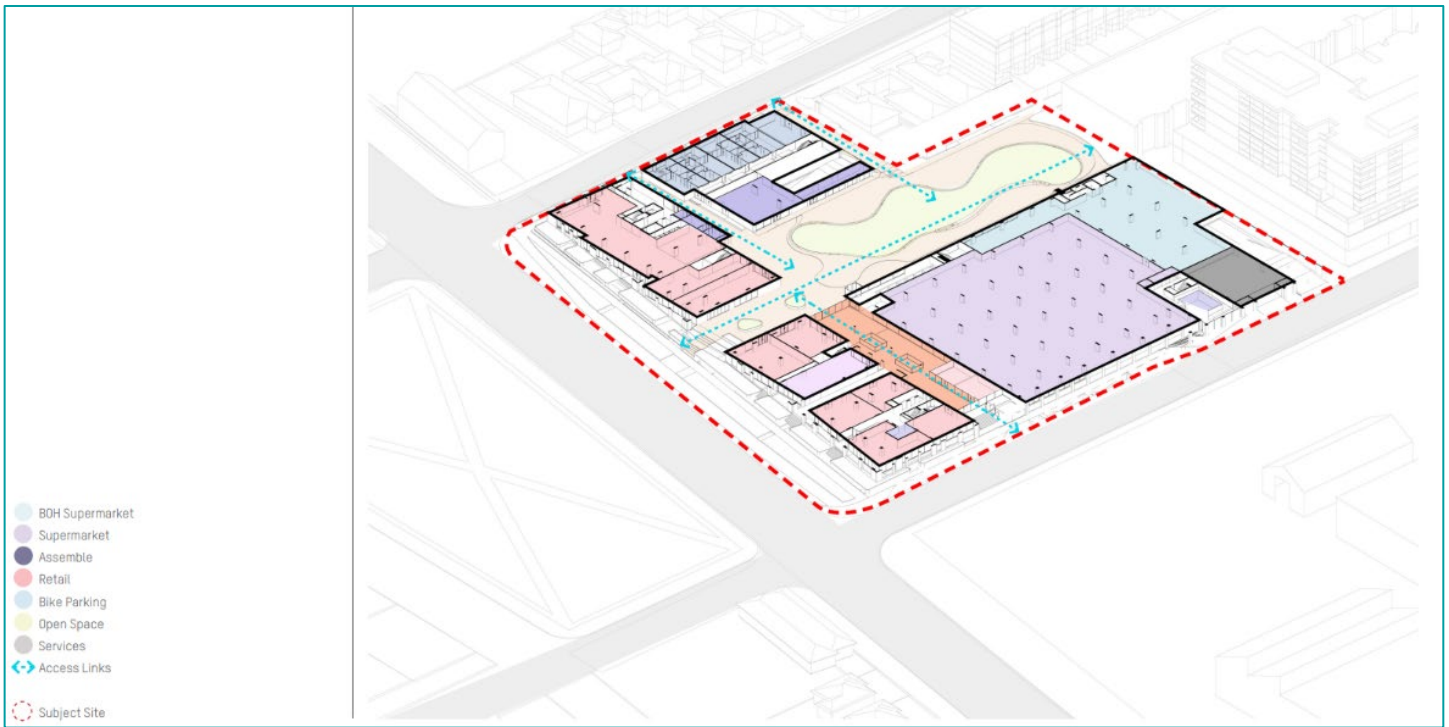 BOH Supermarket
Supermarket
Assemble
Retail
Bike Parking
Open Space
Services
Access Links
Subject Site